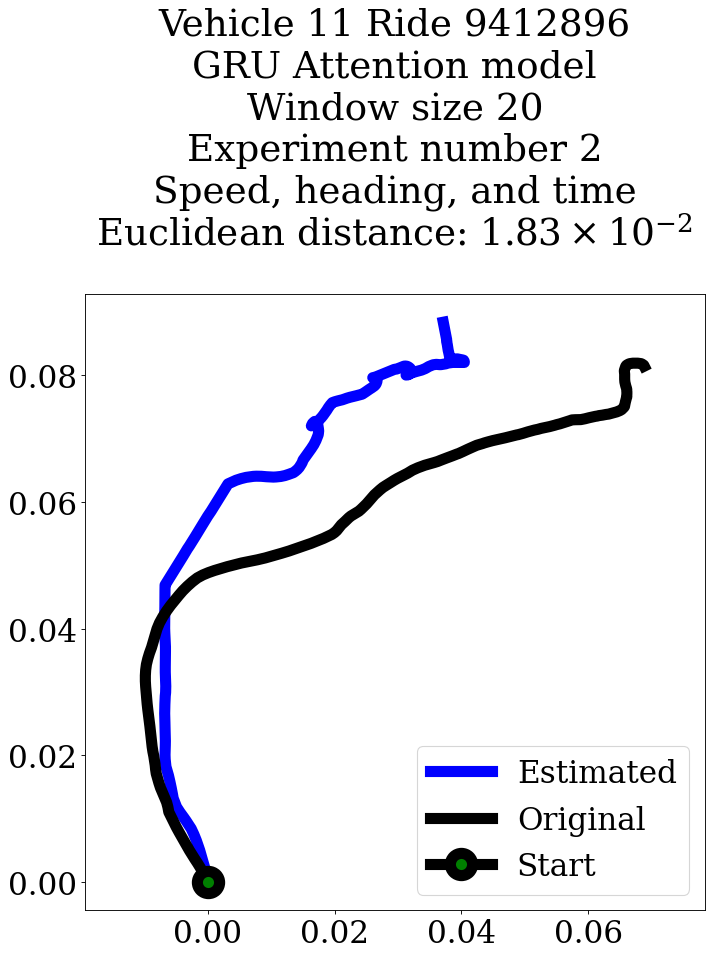 Vehicle 11 Ride 9412896
GRU Attention model
Window size 20
Experiment number 2
Speed, heading, and time
Euclidean distance: 1.83 × 10⁻²
0.08
0.06
0.04
0.02
0.00
Estimated
Original
Start
0.00 0.02 0.04 0.06